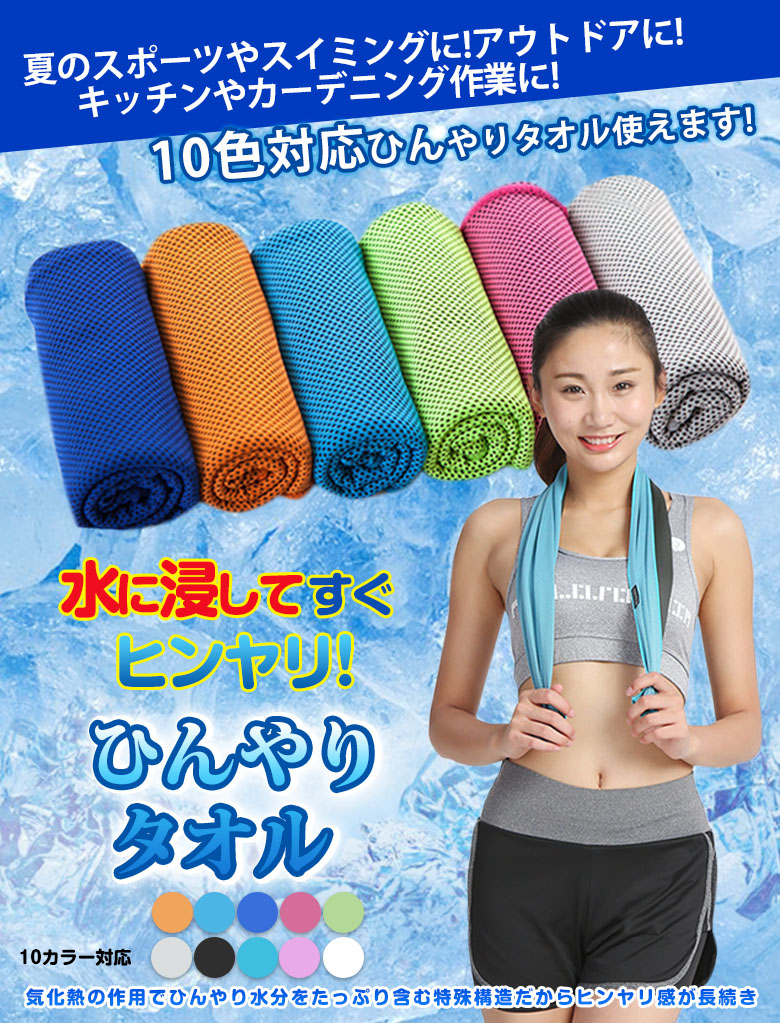 夏のスポーツやスイミングに!アウトドアに!
キッチンやガーデニング作業に!
10色対応ひんやりタオル使えます!
水に浸してすぐ
ヒンヤリ!
ひんやり
タオル
10カラー対応
気化熱の作用でひんやり水分をたっぷり含む特殊構造だからヒンヤリ感が長続き